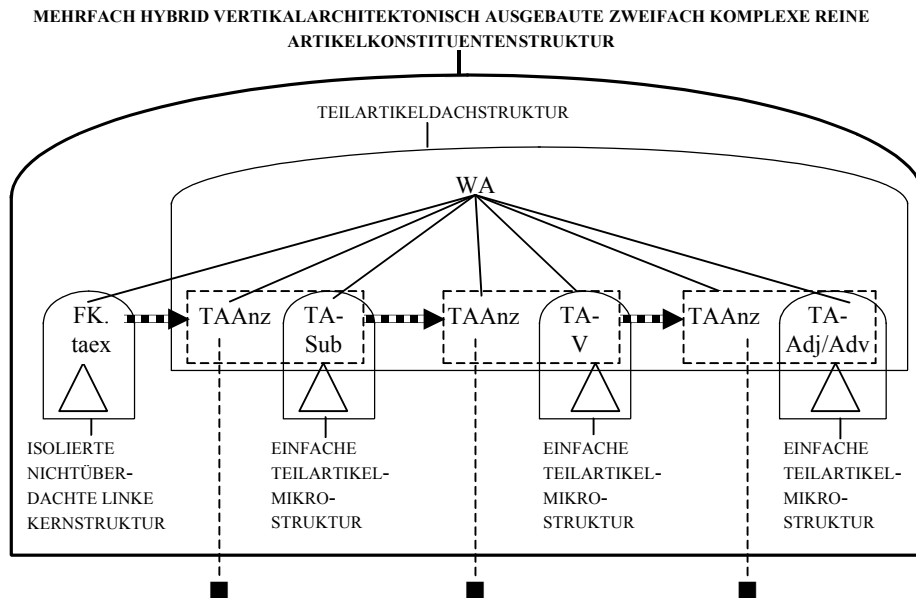 MEHRFACH HYBRID VERTIKALARCHITEKTONISCH AUSGEBAUTE ZWEIFACH KOMPLEXE REINE
ARTIKELKONSTITUENTENSTRUKTUR
TEILARTIKELDACHSTRUKTUR
WA
FK.
taex
TAAnz
TA-
Sub
TAAnz
TA-
V
TAAnz
TA-
Adj/Adv
ISOLIERTE
NICHTÜBER-
DACHTE LINKE
KERNSTRUKTUR
EINFACHE
TEILARTIKEL-
MIKRO-
STRUKTUR
EINFACHE
TEILARTIKEL-
MIKRO-
STRUKTUR
EINFACHE
TEILARTIKEL-
MIKRO-
STRUKTUR